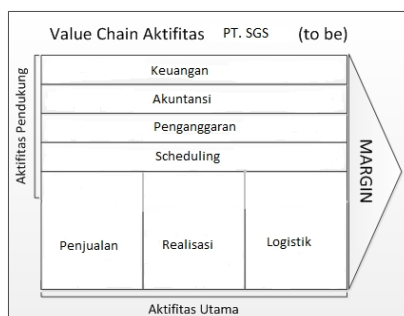 Value Chain Aktifitas PT. SGS (to be)
Aktifitas Pendukung
Keuangan
Akuntansi
Penganggaran
Scheduling
Penjualan
Realisasi
Logistik
MARGIN
Aktifitas Utama